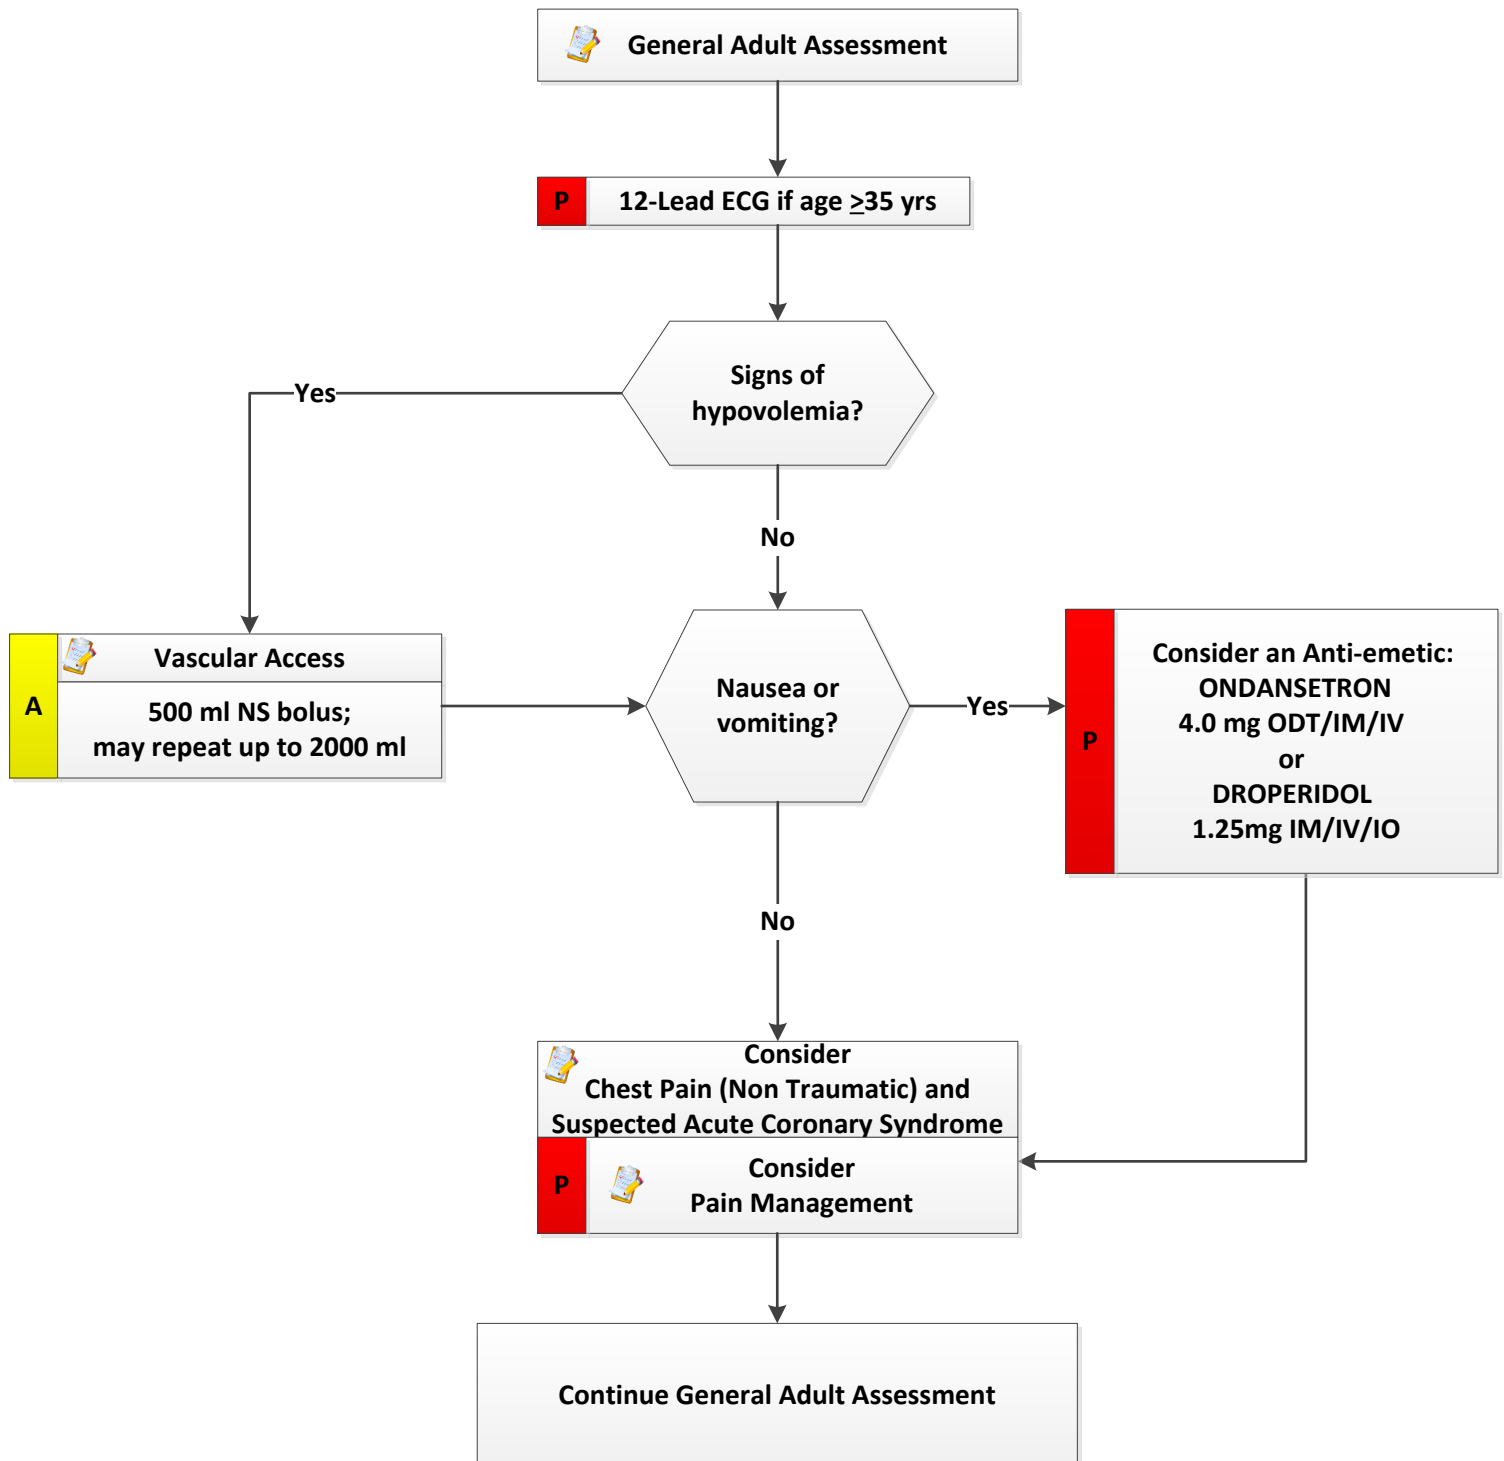 General Adult Assessment
P
12-Lead ECG if age ≥35 yrs
Signs of
hypovolemia?
Yes
No
A
Vascular Access
500 ml NS bolus;
may repeat up to 2000 ml
Nausea or
vomiting?
Yes
P
Consider an Anti-emetic:
ONDANSETRON
4.0 mg ODT/IM/IV
or
DROPERIDOL
1.25mg IM/IV/IO
No
Consider
Chest Pain (Non Traumatic) and
Suspected Acute Coronary Syndrome
P
Consider
Pain Management
Continue General Adult Assessment